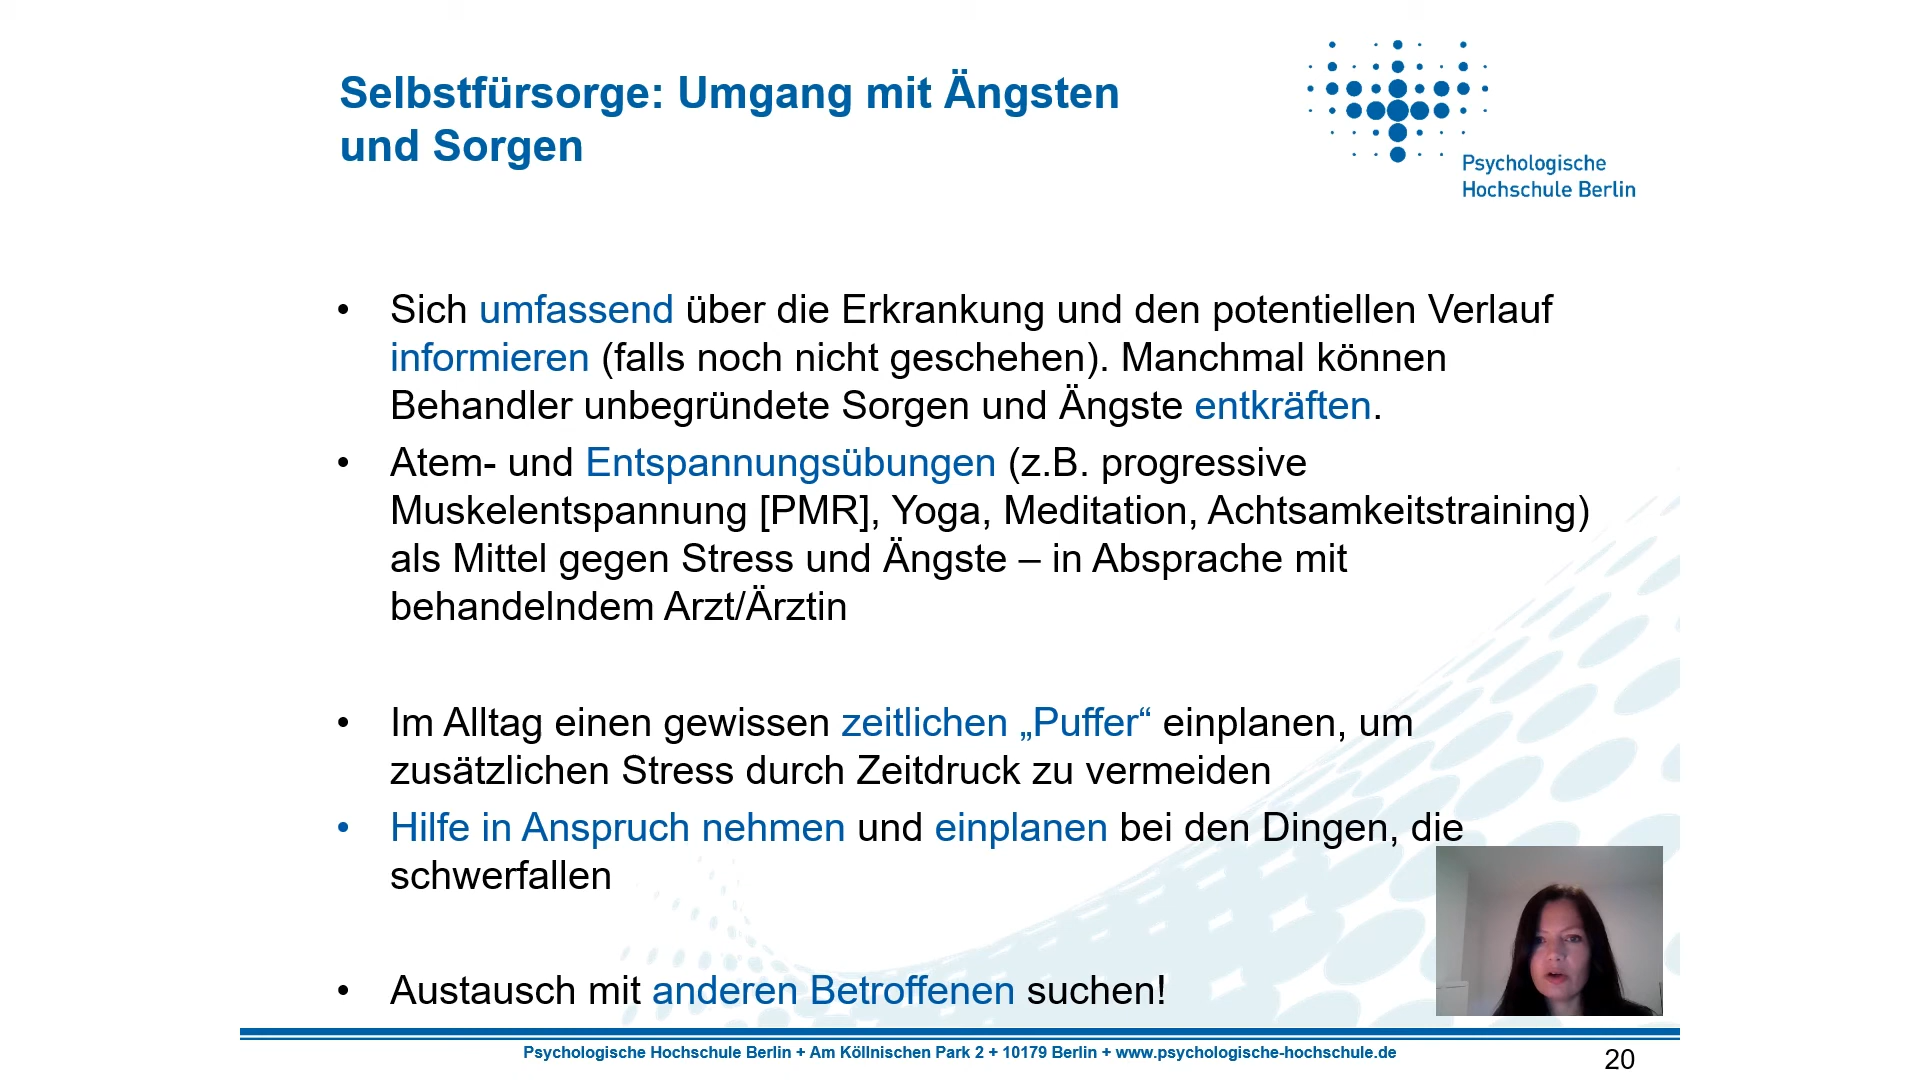 Selbstfürsorge: Umgang mit Ängsten
und Sorgen
Psychologische
Hochschule Berlin
• Sich umfassend über die Erkrankung und den potentiellen Verlauf
informieren (falls noch nicht geschehen). Manchmal können
Behandler unbegründete Sorgen und Ängste entkräften.
• Atem- und Entspannungsübungen (z.B. progressive
Muskelentspannung [PMR], Yoga, Meditation, Achtsamkeitstraining)
als Mittel gegen Stress und Ängste – in Absprache mit
behandelndem Arzt/Ärztin
• Im Alltag einen gewissen zeitlichen „Puffer“ einplanen, um
zusätzlichen Stress durch Zeitdruck zu vermeiden
• Hilfe in Anspruch nehmen und einplanen bei den Dingen, die
schwerfallen
• Austausch mit anderen Betroffenen suchen!
Psychologische Hochschule Berlin + Am Köllnischen Park 2 + 10179 Berlin + www.psychologische-hochschule.de
20